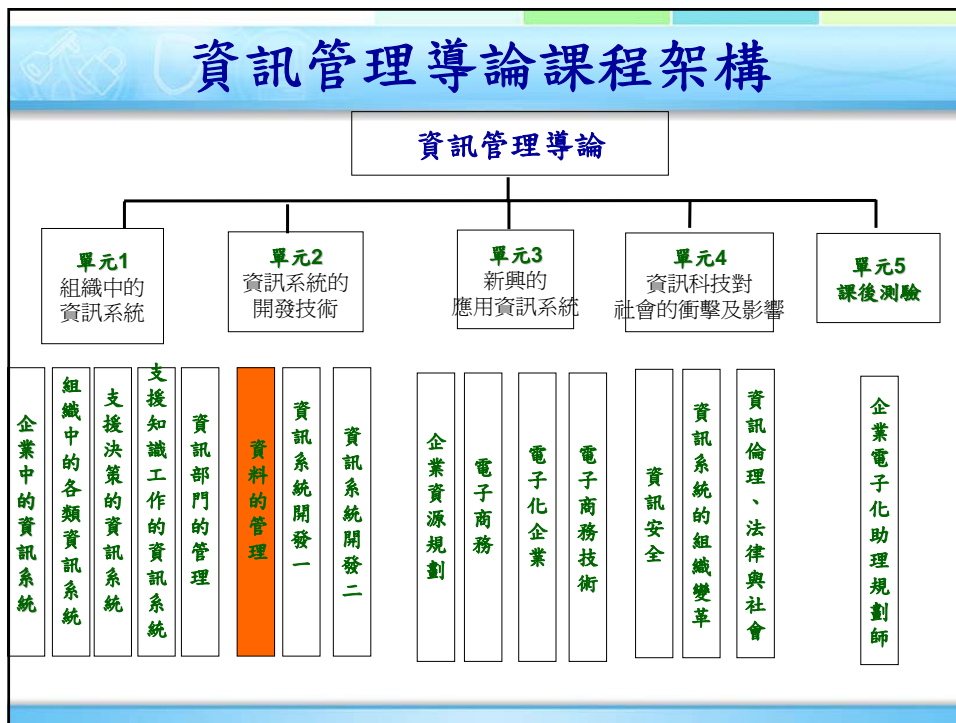 資訊管理導論課程架構
資訊管理導論
單元1
組織中的
資訊系統
單元2
資訊系統的
開發技術
單元3
新興的
應用資訊系統
單元4
資訊科技對
社會的衝擊及影響
單元5
課後測驗
企業中的資訊系統
組織中的各類資訊系統
支援決策的資訊系統
支援知識工作的資訊系統
資訊部門的管理
資料的管理
資訊系統開發一
資訊系統開發二
企業資源規劃
電子商務
電子化企業
電子商務技術
資訊安全
資訊系統的組織變革
資訊倫理、法律與社會
企業電子化助理規劃師